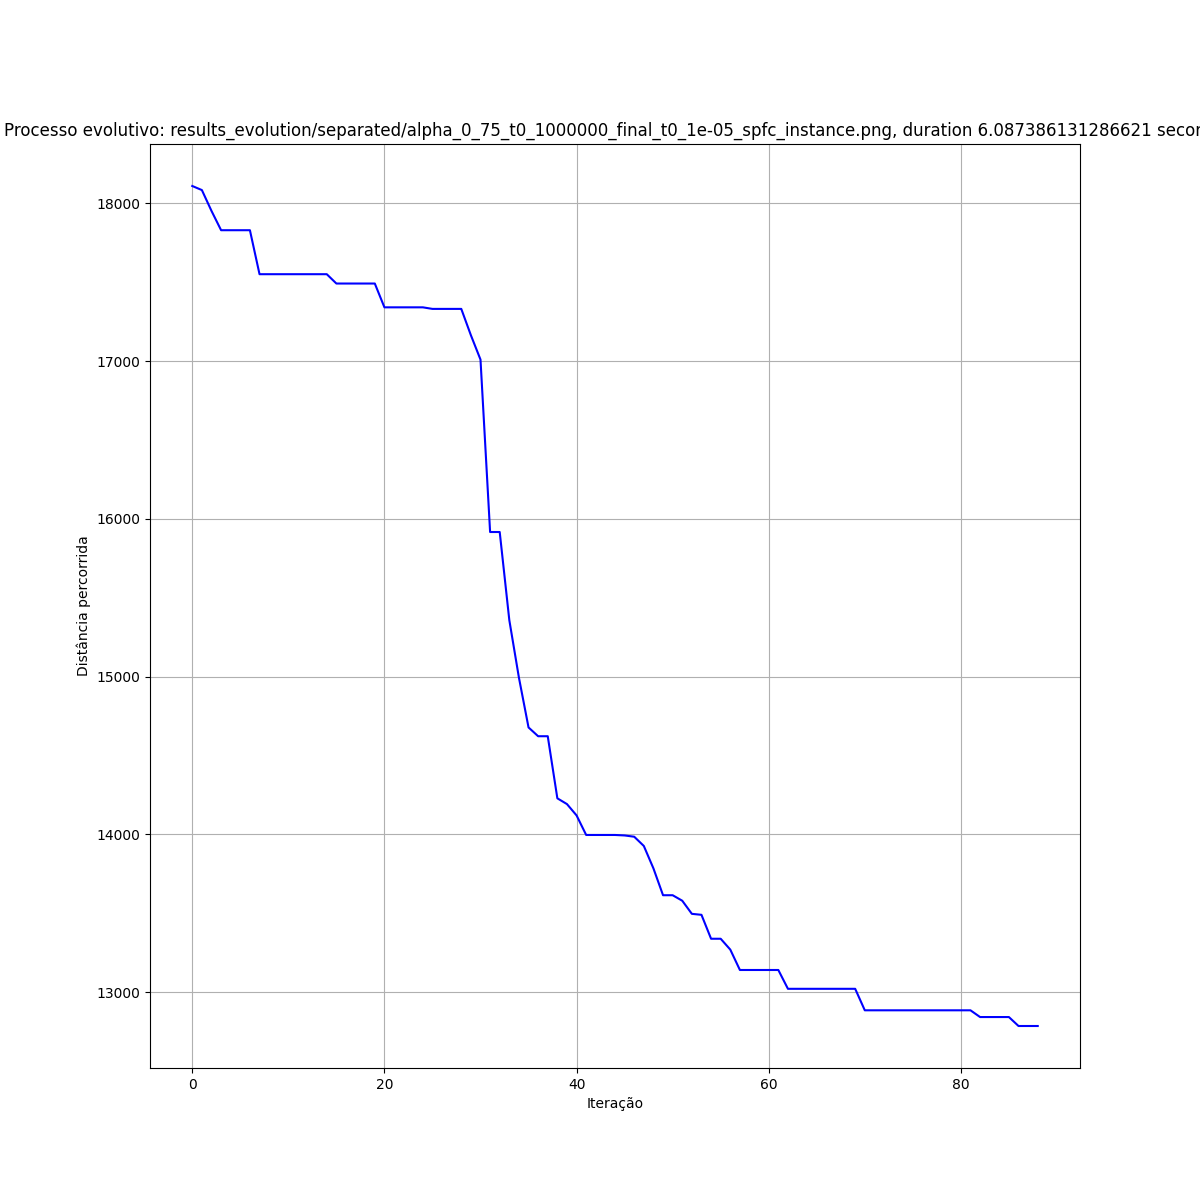 Processo evolutivo: results_evolution/separated/alpha_0_75_t0_1000000_final_t0_1e-05_spfc_instance.png, duration 6.087386131286621
18000
17000
16000
15000
14000
13000
Distância percorrida
0 20 40 60 80
Iteração